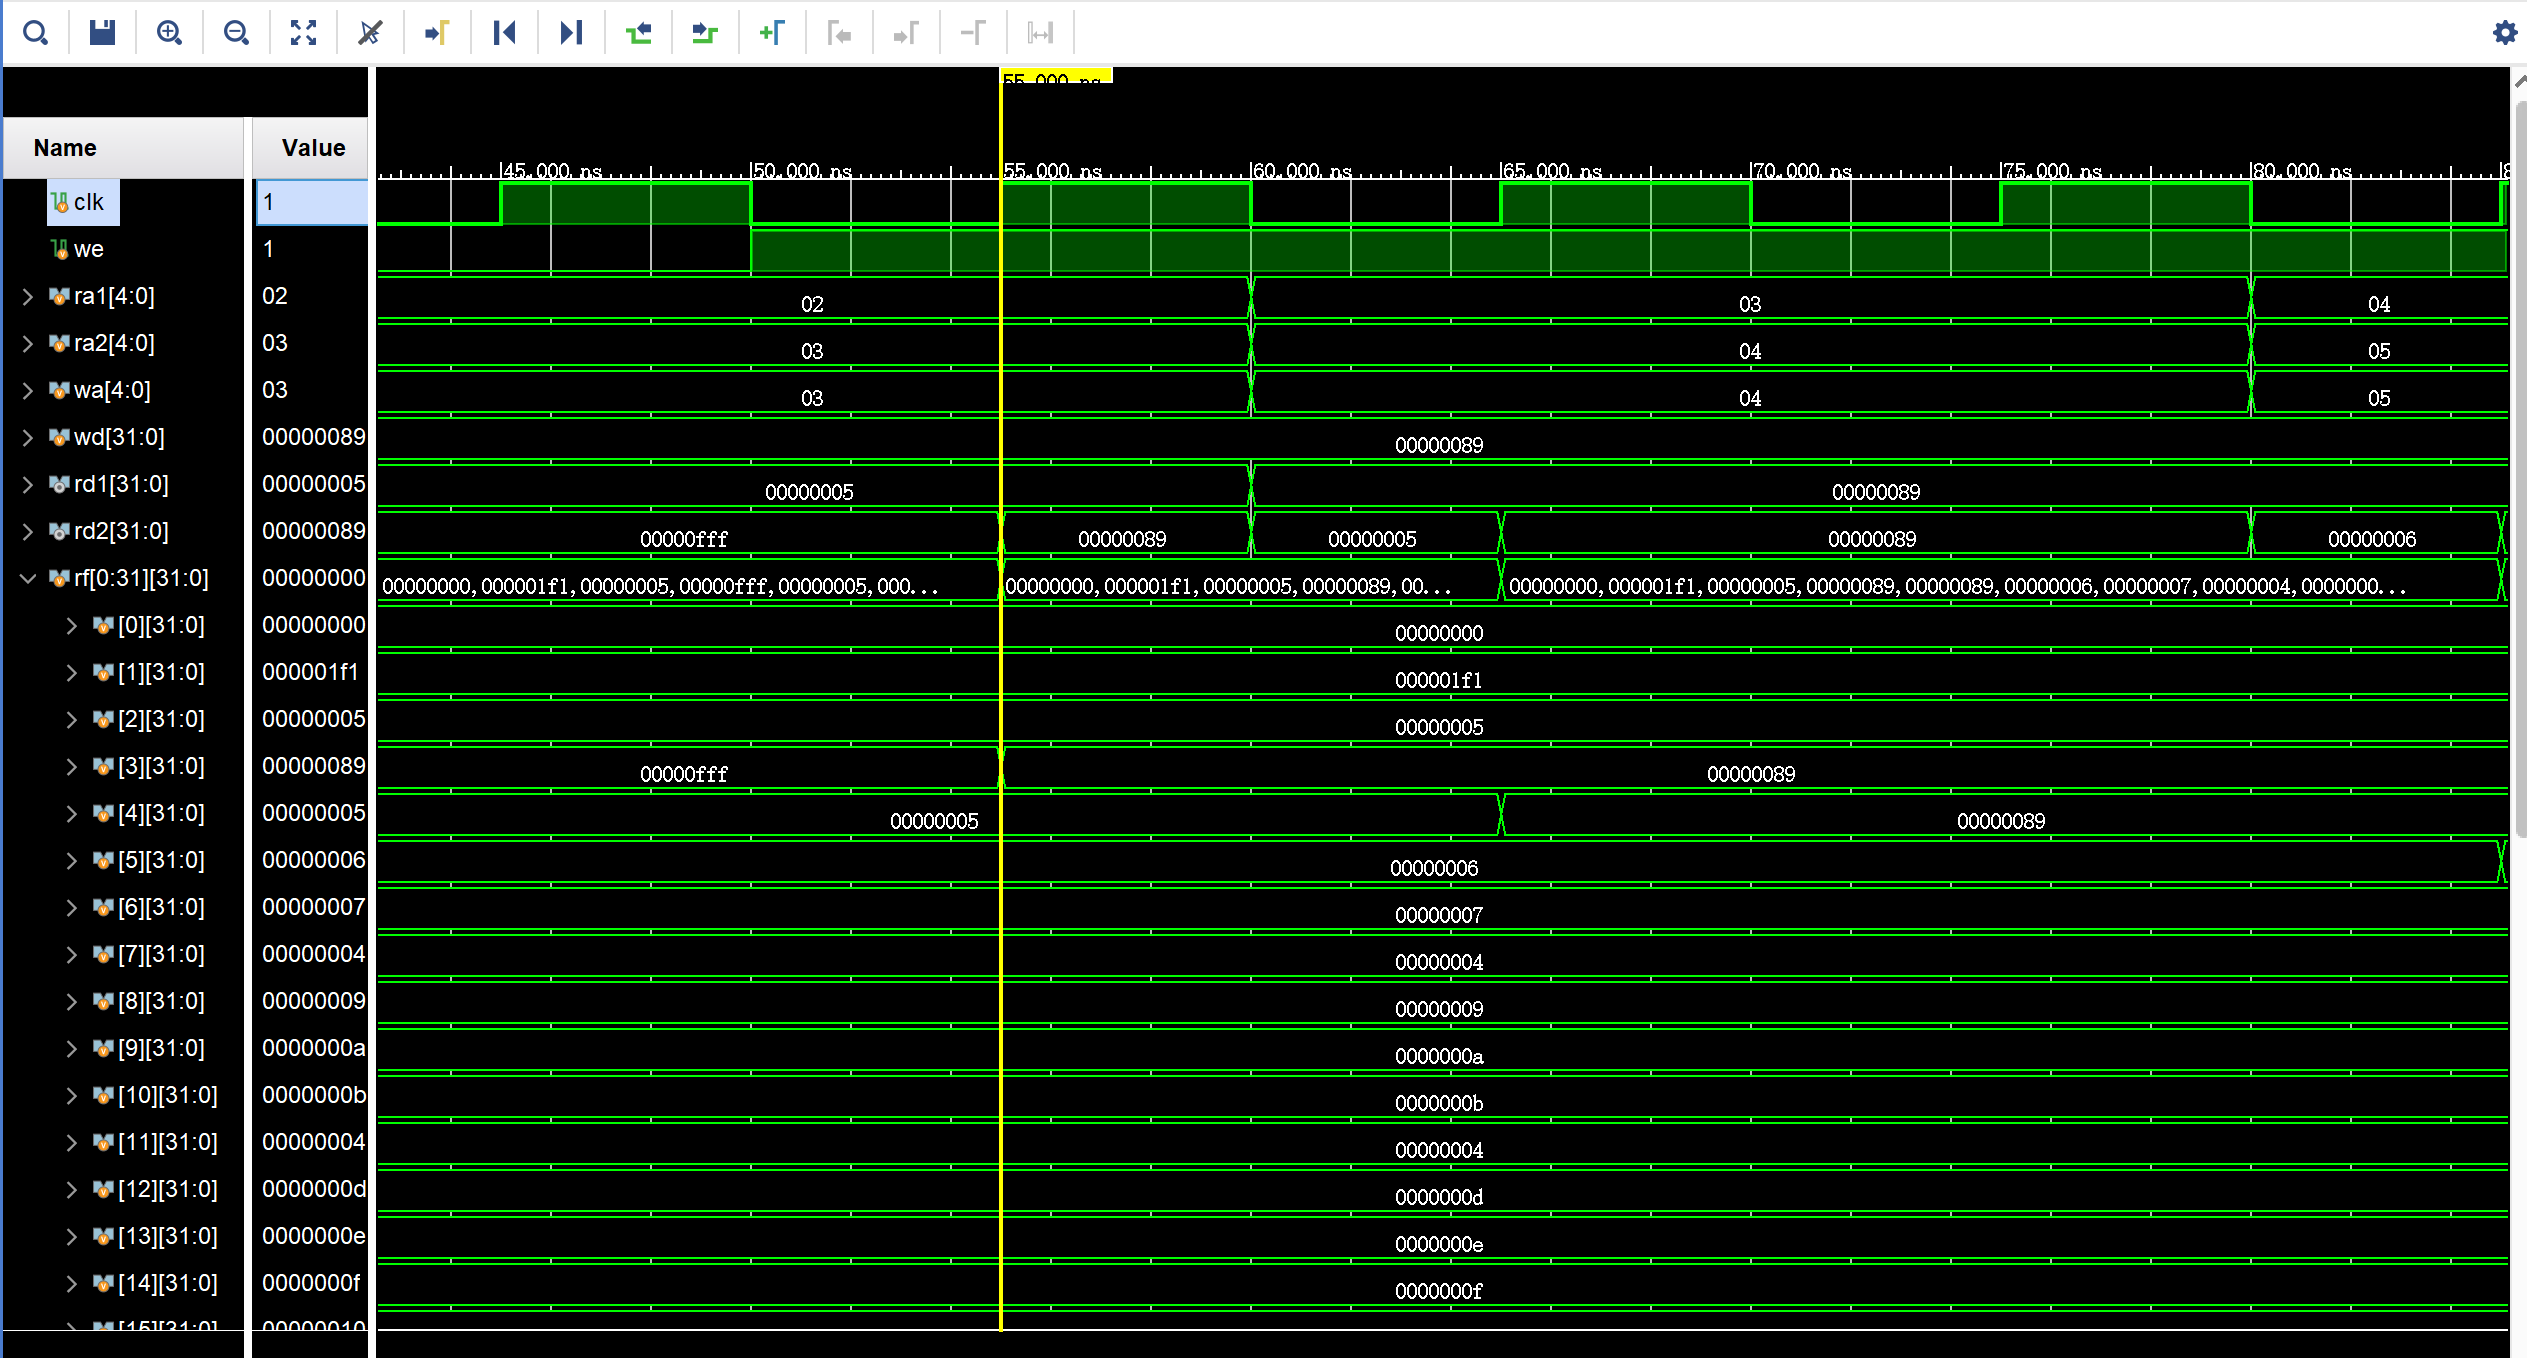 55.000 ns
Name Value
45.000 ns 50.000 ns 55.000 ns 60.000 ns 65.000 ns 70.000 ns 75.000 ns 80.000 ns 8
clk 1
we 1
ra1[4:0] 02 02 03 04
ra2[4:0] 03 03 04 05
wa[4:0] 03 03 04 05
wd[31:0] 00000089 00000089
rd1[31:0] 00000005 00000005 00000089
rd2[31:0] 00000089 00000fff 00000089 00000005 00000089 00000006
rf[0:31][31:0] 00000000 00000000,000001f1,00000005,00000fff,00000005,000... 00000000,000001f1,00000005,00000089,00... 00000000,000001f1,00000005,00000089,00000089,00000006,00000007,00000004,0000000...
[0][31:0] 00000000 00000000
[1][31:0] 000001f1 000001f1
[2][31:0] 00000005 00000005
[3][31:0] 00000089 00000fff 00000089
[4][31:0] 00000005 00000005 00000089
[5][31:0] 00000006 00000006
[6][31:0] 00000007 00000007
[7][31:0] 00000004 00000004
[8][31:0] 00000009 00000009
[9][31:0] 0000000a 0000000a
[10][31:0] 0000000b 0000000b
[11][31:0] 00000004 00000004
[12][31:0] 0000000d 0000000d
[13][31:0] 0000000e 0000000e
[14][31:0] 0000000f 0000000f
[15][31:0] 00000010